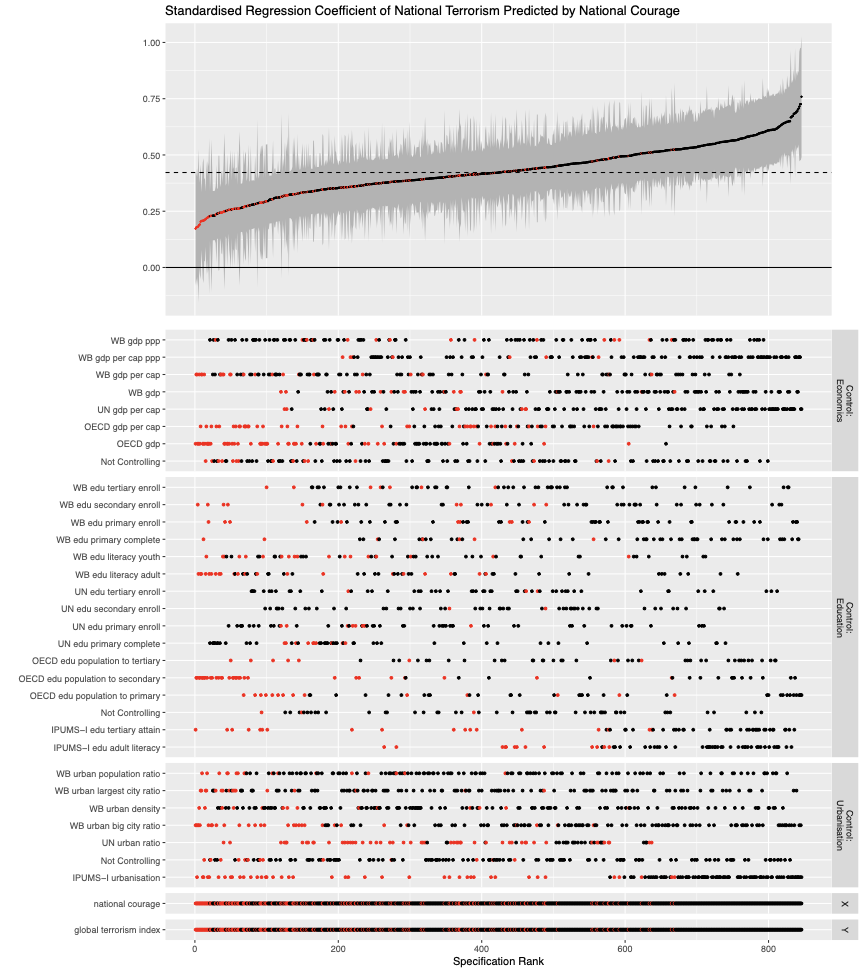 Standardised Regression Coefficient of National Terrorism Predicted by National Courage
1.00
0.75
0.50
0.25
0.00
WB gdp ppp
WB gdp per cap ppp
WB gdp per cap
WB gdp
UN gdp per cap
OECD gdp per cap
OECD gdp
Not Controlling
Control:
Economics
WB edu tertiary enroll
WB edu secondary enroll
WB edu primary enroll
WB edu primary complete
WB edu literacy youth
WB edu literacy adult
UN edu tertiary enroll
UN edu secondary enroll
UN edu primary enroll
UN edu primary complete
OECD edu population to tertiary
OECD edu population to secondary
OECD edu population to primary
Not Controlling
IPUMS−I edu tertiary attain
IPUMS−I edu adult literacy
Control:
Education
WB urban population ratio
WB urban largest city ratio
WB urban density
WB urban big city ratio
UN urban ratio
Not Controlling
IPUMS−I urbanisation
Control:
Urbanisation
national courage
X
global terrorism index
Y
0 200 400 600 800
Specification Rank